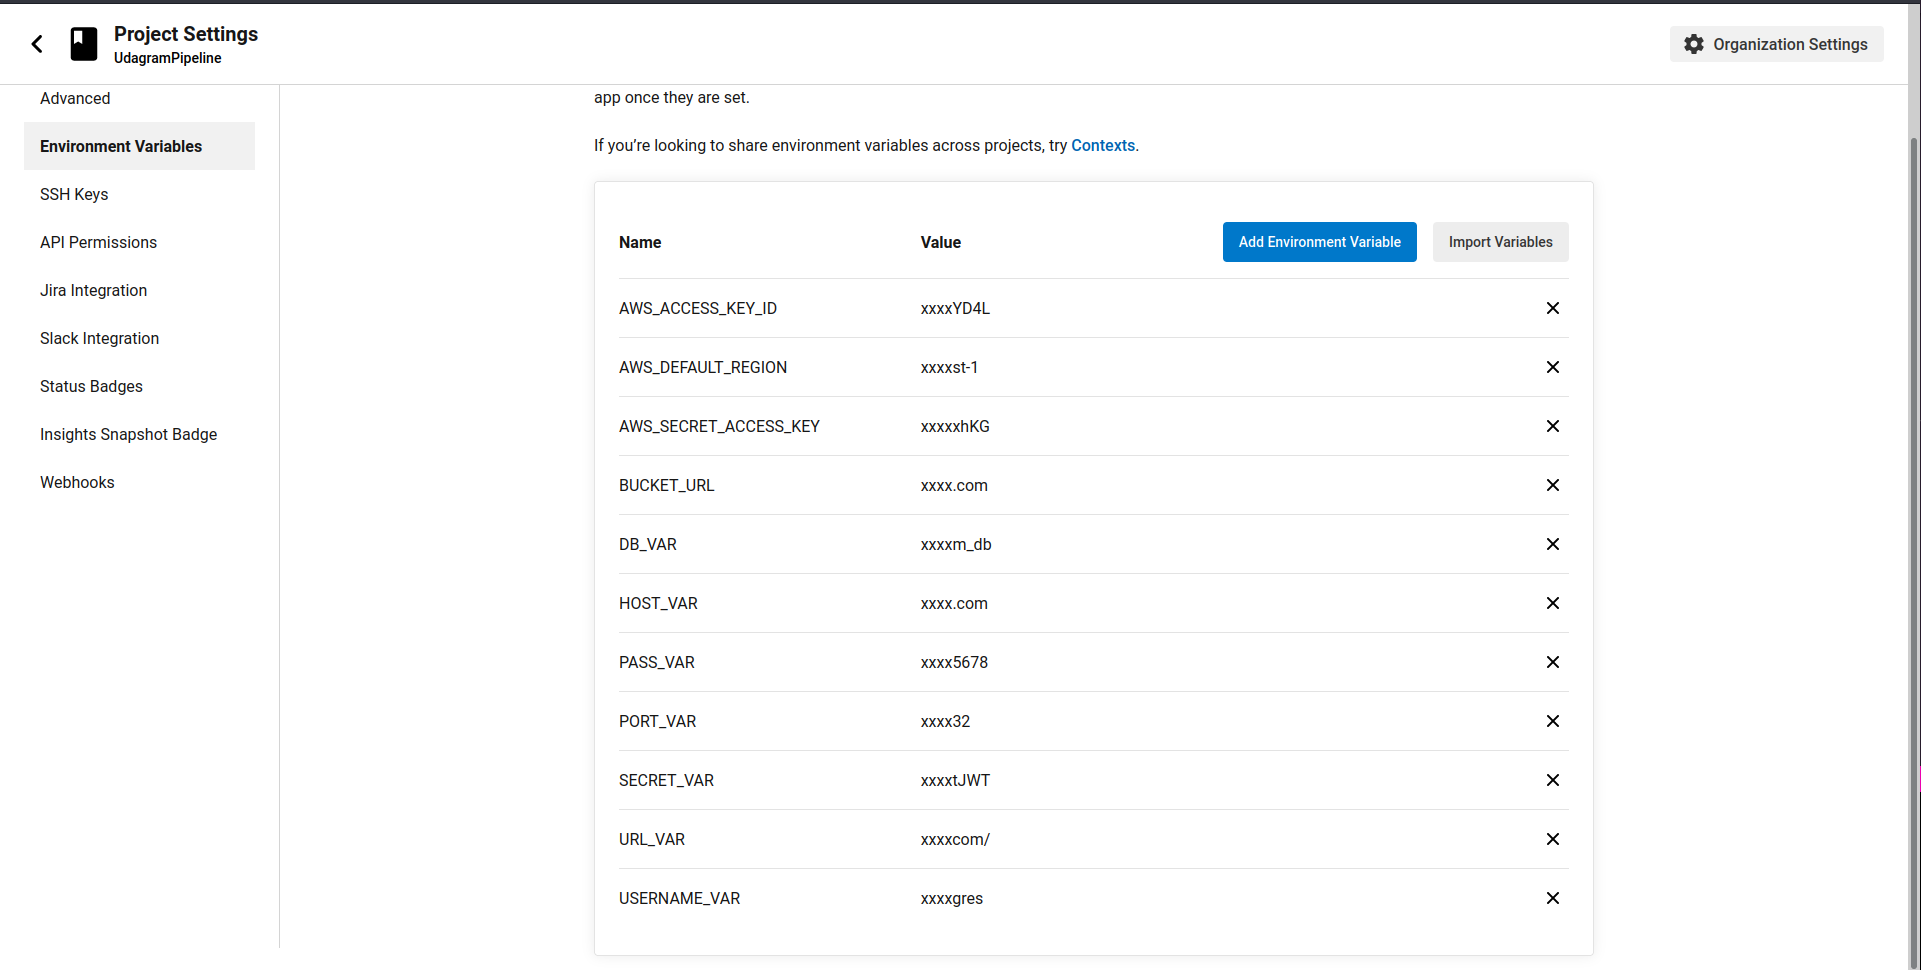 Project Settings
UdagramPipeline
Organization Settings
Advanced
Environment Variables
SSH Keys
API Permissions
Jira Integration
Slack Integration
Status Badges
Insights Snapshot Badge
Webhooks
app once they are set.
If you’re looking to share environment variables across projects, try Contexts.
Name Value Add Environment Variable Import Variables
AWS_ACCESS_KEY_ID xxxxYD4L
AWS_DEFAULT_REGION xxxxst-1
AWS_SECRET_ACCESS_KEY xxxxxhKG
BUCKET_URL xxxx.com
DB_VAR xxxxm_db
HOST_VAR xxxx.com
PASS_VAR xxxx5678
PORT_VAR xxxx32
SECRET_VAR xxxxtJWT
URL_VAR xxxxcom/
USERNAME_VAR xxxxgres